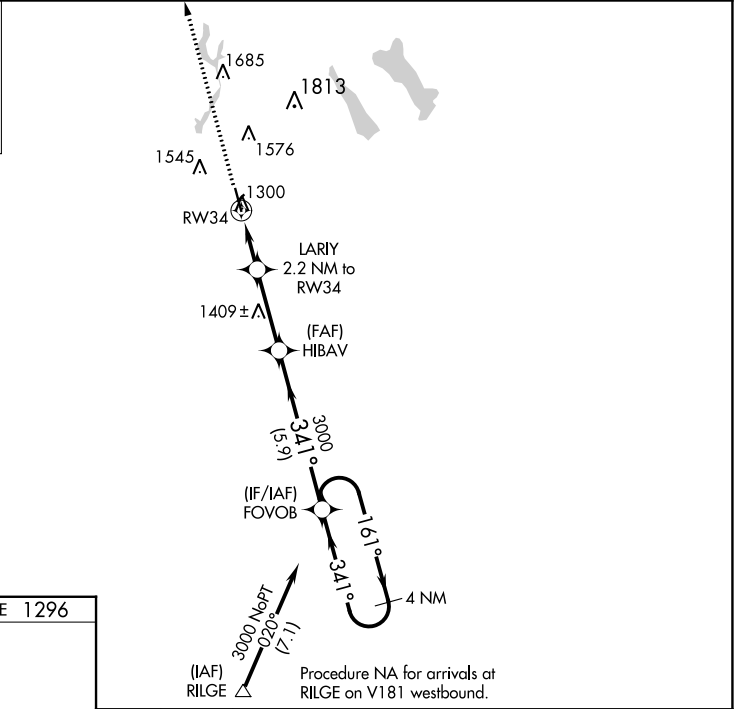 1685
1813
1576
1545
1300
RW34
LARIY
2.2 NM to
RW34
1409±
(FAF)
HIBAV
3000
341°
(5.9)
(IF/IAF)
FOVOB
161°
341°
4 NM
E 1296
3000 NoPT
020°
(7.1)
(IAF)
RILGE
Procedure NA for arrivals at
RILGE on V181 westbound.